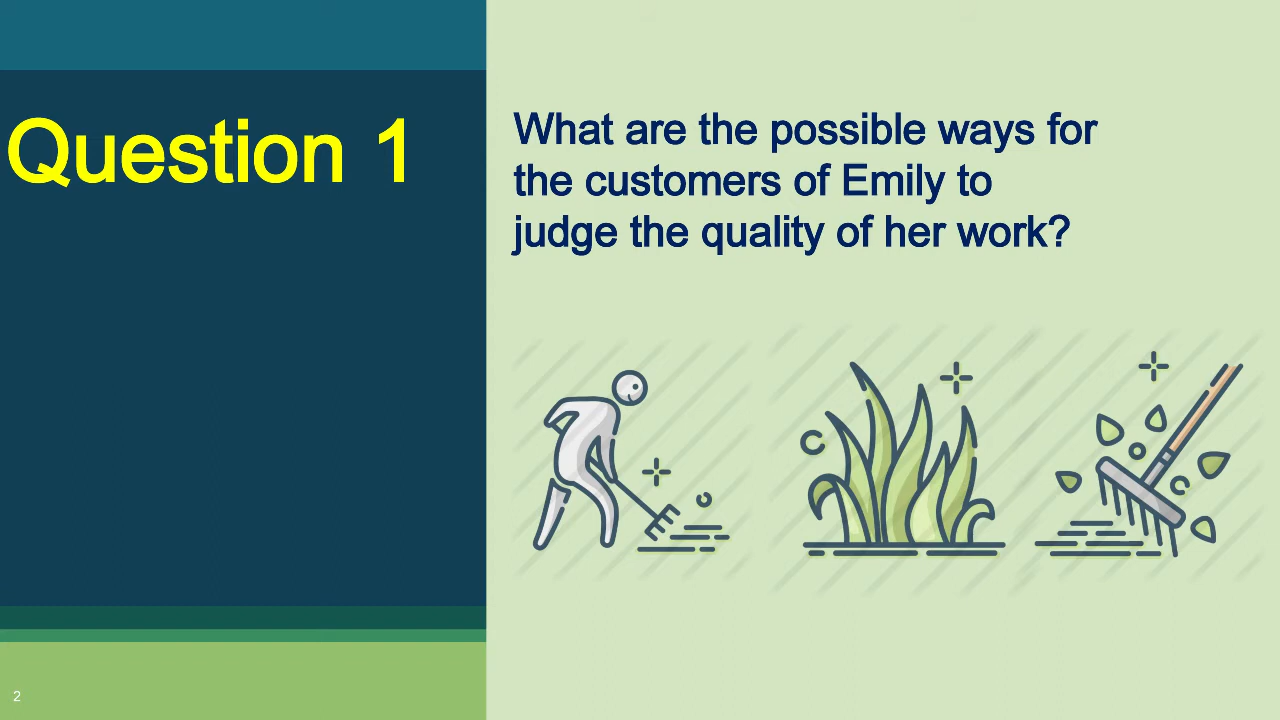 Question 1
What are the possible ways for
the customers of Emily to
judge the quality of her work?
2